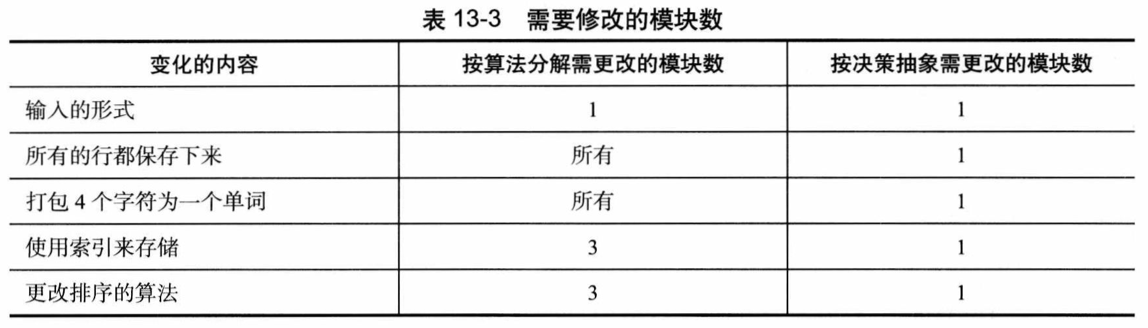 表 13-3 需要修改的模块数
变化的内容 按算法分解需更改的模块数 按决策抽象需更改的模块数
输入的形式 1 1
所有的行都保存下来 所有 1
打包 4 个字符为一个单词 所有 1
使用索引来存储 3 1
更改排序的算法 3 1